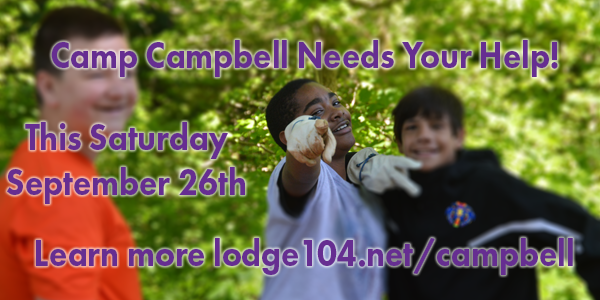 Camp Campbell Needs Your Help!
This Saturday
September 26th
Learn more lodge104.net/campbell